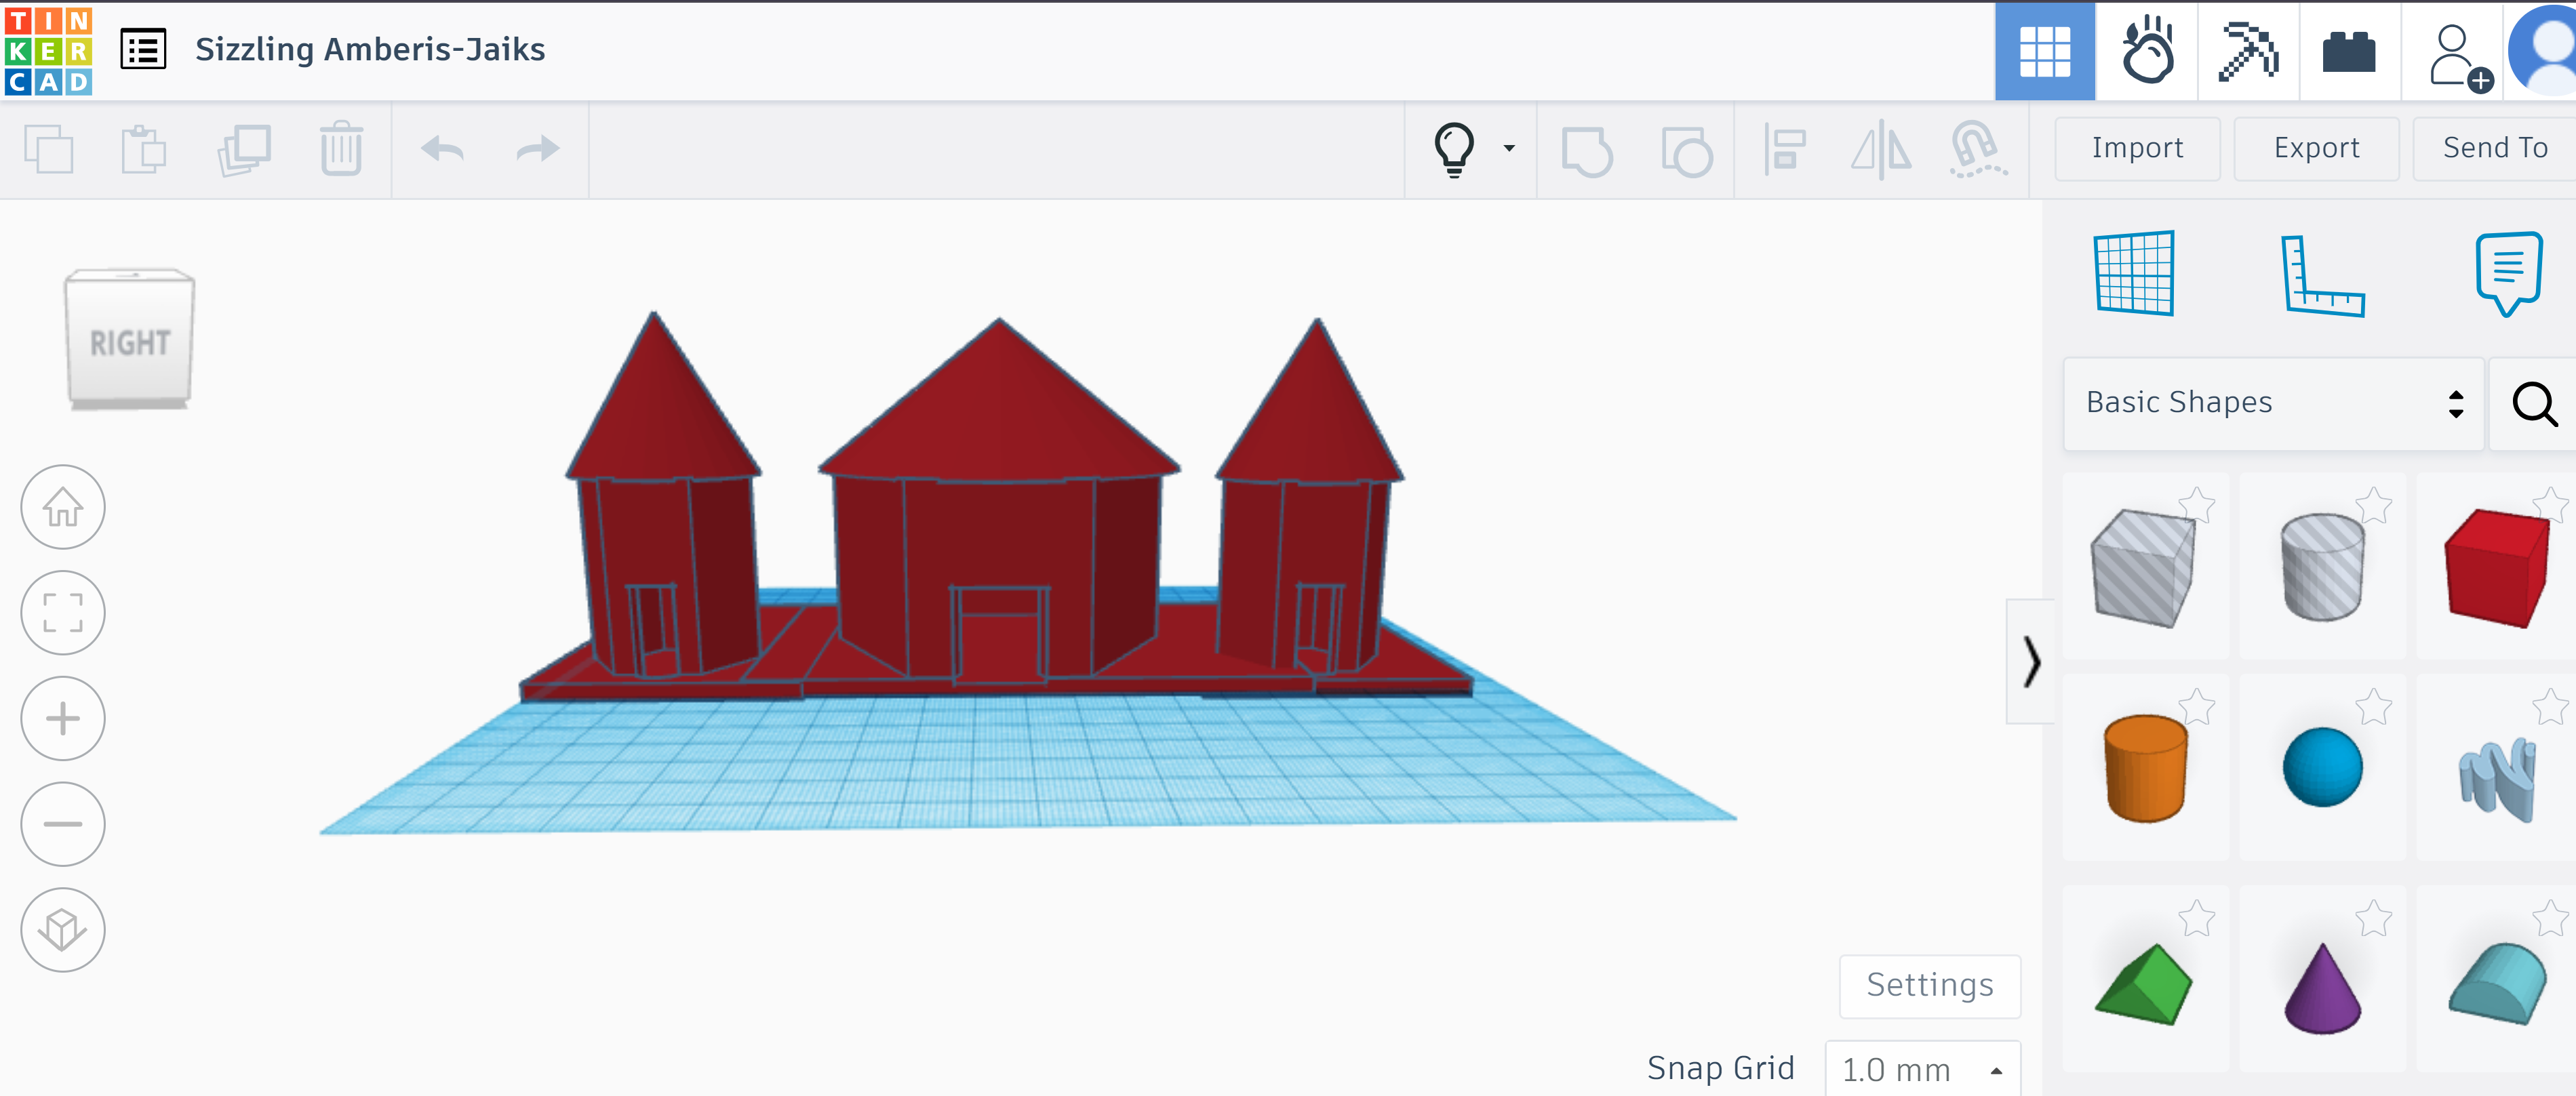 TIN
KER
CAD
Sizzling Amberis-Jaiks
Import
Export
Send To
RIGHT
Basic Shapes
Settings
Snap Grid
1.0 mm